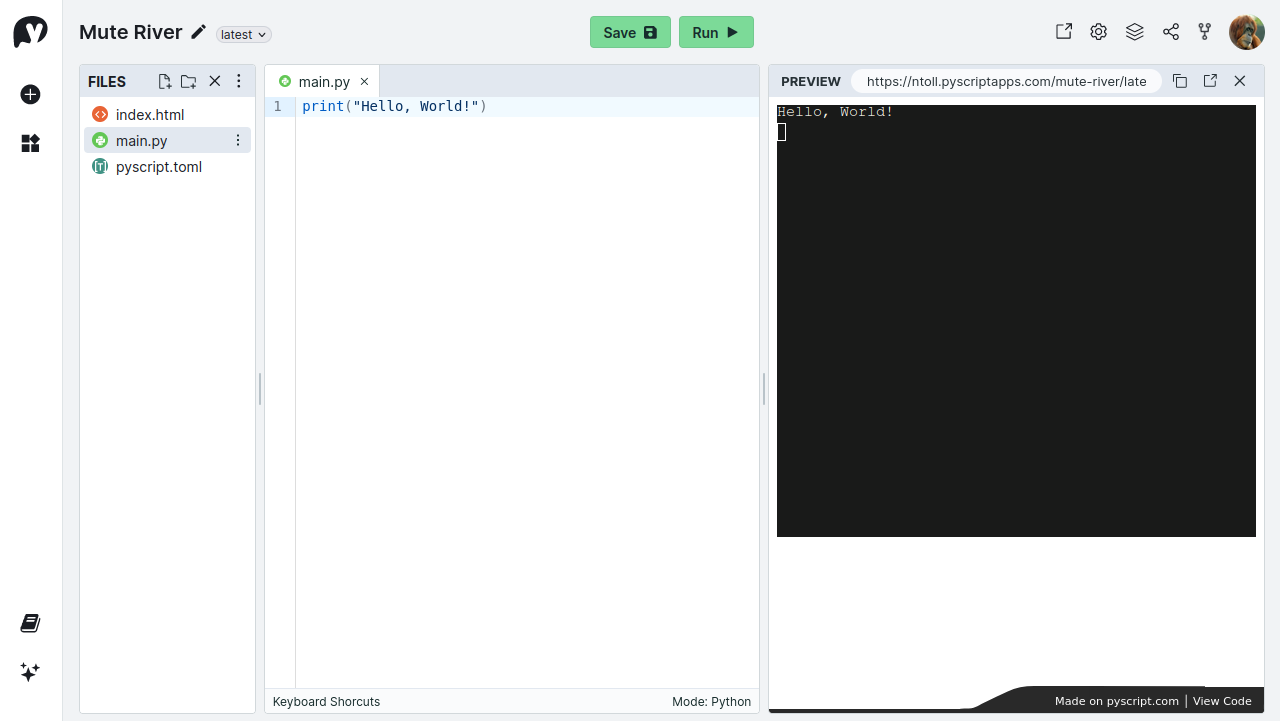 Mute River
latest
Save
Run
FILES
index.html
main.py
pyscript.toml
main.py ×
1 print("Hello, World!")
Keyboard Shorcuts
Mode: Python
PREVIEW
https://ntoll.pyscriptapps.com/mute-river/late
Hello, World!
Made on pyscript.com | View Code